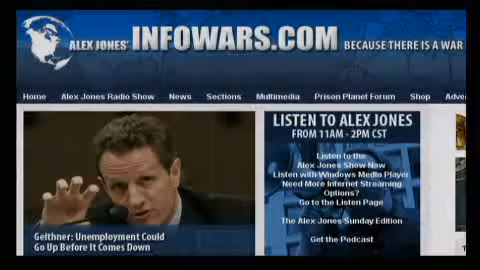 ALEX JONES' INFOWARS.COM BECAUSE THERE IS A WAR
Home Alex Jones Radio Show News Sections Multimedia Prison Planet Forum Shop
LISTEN TO ALEX JONES
FROM 11AM - 2PM CST
Listen to the
Alex Jones Show Now
Listen with Windows Media Player
Need More Internet Streaming
Options?
Go to the Listen Page
The Alex Jones Sunday Edition
Get the Podcast
Geithner: Unemployment Could
Go Up Before It Comes Down